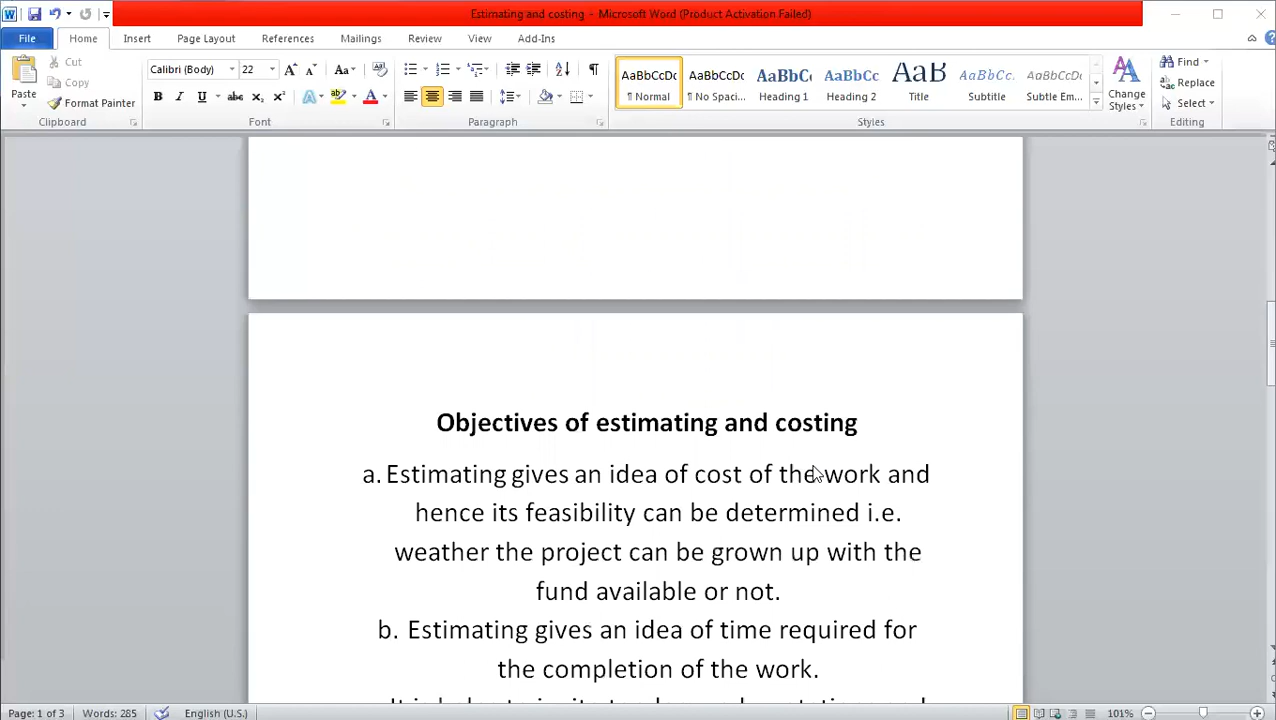 Estimating and costing - Microsoft Word (Product Activation Failed)
File Home Insert Page Layout References Mailings Review View Add-Ins
Paste Cut Copy Format Painter
Calibri (Body) 22
AaBbCcDc AaBbCcDc AaBbC AaBbCc AaB AaBbCcD AaBbCcD
¶ Normal ¶ No Spaci... Heading 1 Heading 2 Title Subtitle Subtle Em...
Change Styles
Find Replace Select
Clipboard Font Paragraph Styles Editing
Objectives of estimating and costing
a. Estimating gives an idea of cost of the work and
hence its feasibility can be determined i.e.
weather the project can be grown up with the
fund available or not.
b. Estimating gives an idea of time required for
the completion of the work.
Page: 1 of 3 Words: 285 English (U.S.) 101%